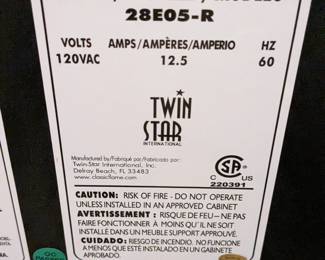 28E05-R
VOLTS AMPS/AMPÈRES/AMPERIO HZ
120VAC 12.5 60
TWIN
STAR
INTERNATIONAL
Manufactured by/Fabriqué par/Fabricado por:
Twin-Star International, Inc.
Delray Beach, FL 33483
www.classicflame.com
C US
220391
CAUTION: RISK OF FIRE - DO NOT OPERATE
UNLESS INSTALLED IN AN APPROVED CABINET
AVERTISSEMENT : RISQUE DE FEU– NE PAS
FAIRE FONCTIONNER À MOINS QU'IL NE SOIT
INSTALLÉ DANS UN MEUBLE SUPPORT APPROUVÉ.
CUIDADO: RIESGO DE INCENDIO. NO FUNCIONE
A MENOS QUE ESTÉ INSTALADO EN UN GABINETE
APROBADO.
QC